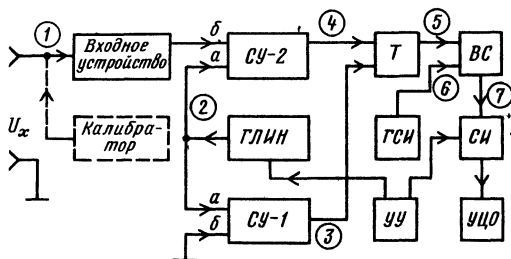 1
Входное
устройство
б
а
СУ-2
4
Т
5
ВС
Uх
Калибра-
тор
2
ГЛИН
ГСИ
6
7
СИ
а
б
СУ-1
3
УУ
УЦО